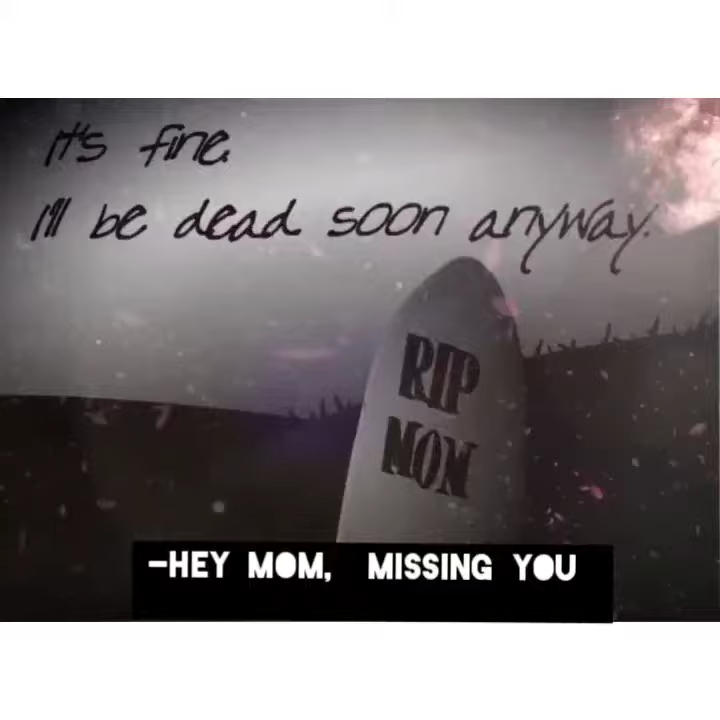 it's fine.
I'll be dead soon anyway.
RIP
MOM
-HEY MOM, MISSING YOU